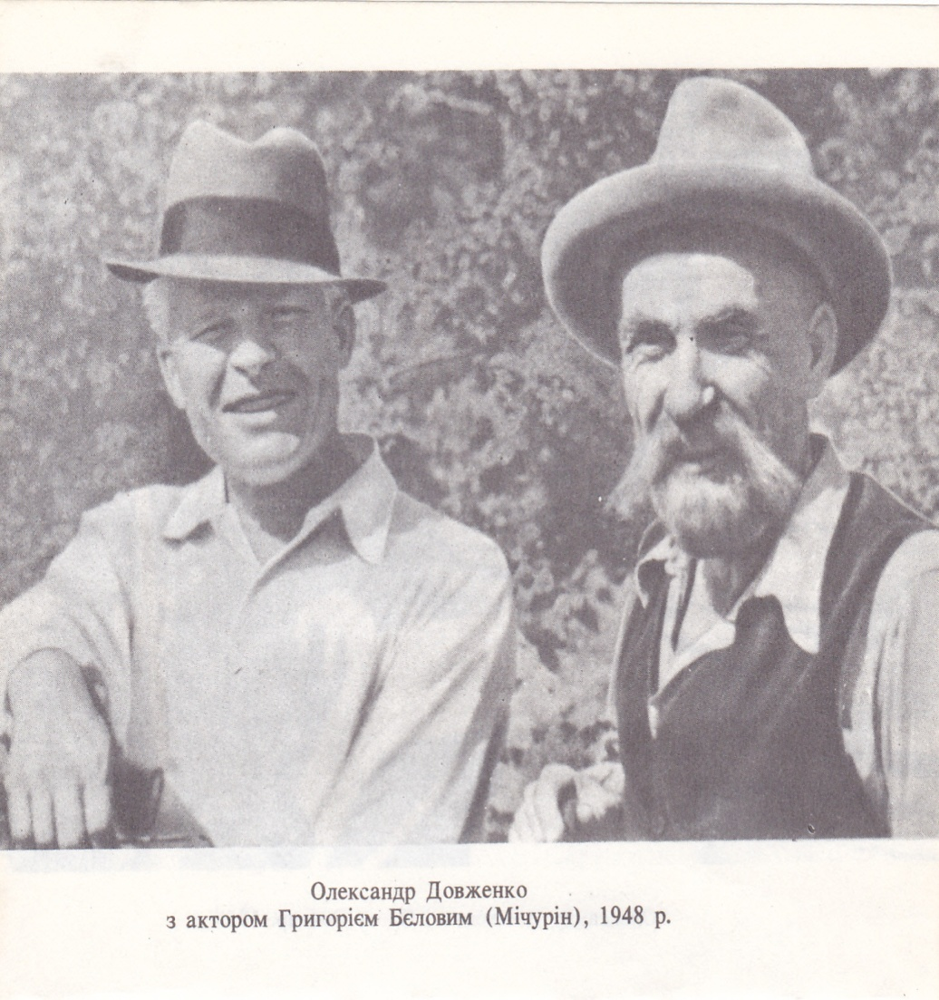 Олександр Довженко
з актором Григорієм Бєловим (Мічурін), 1948 р.